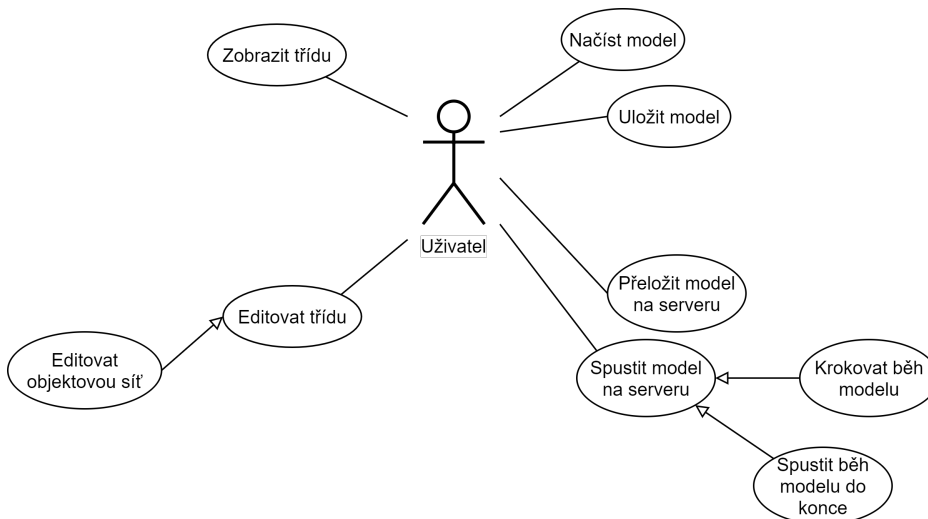 Načíst model
Zobrazit třídu
Uložit model
Uživatel
Přeložit model
na serveru
Editovat třídu
Editovat
objektovou síť
Spustit model
na serveru
Krokovat běh
modelu
Spustit běh
modelu do
konce